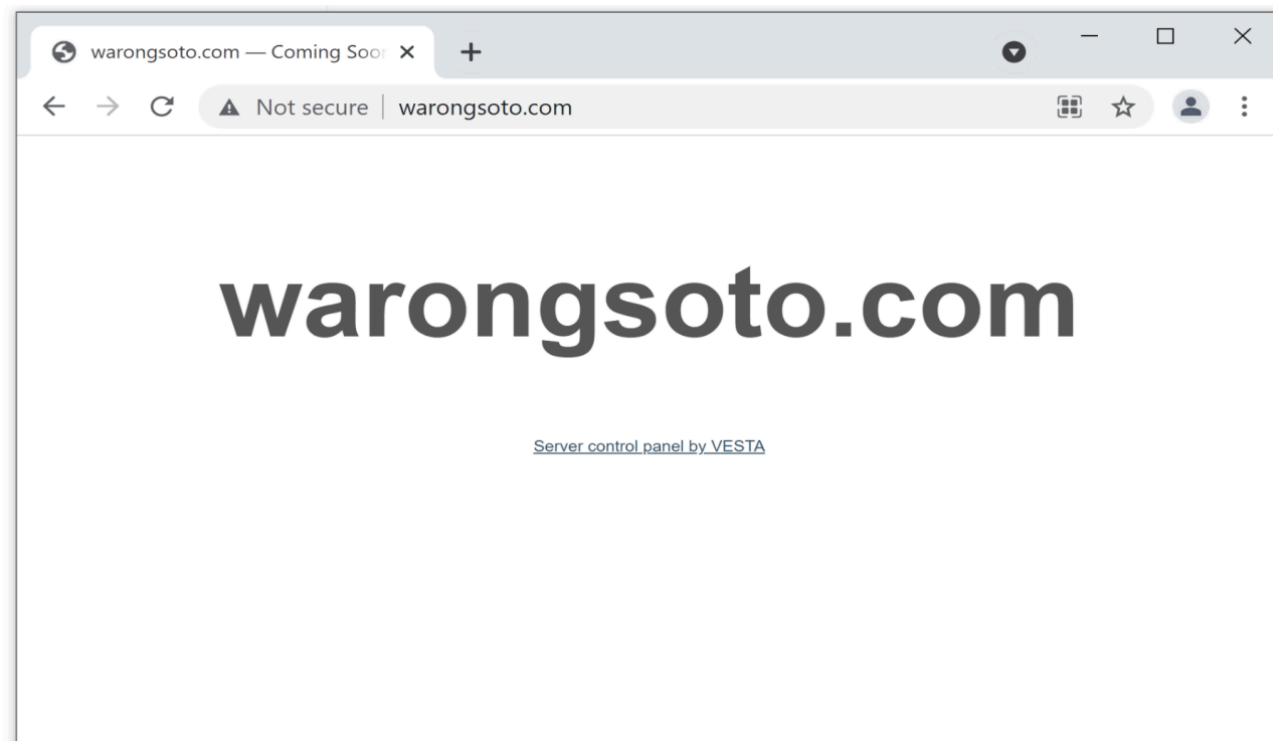 warongsoto.com — Coming Soon
Not secure
warongsoto.com
warongsoto.com
Server control panel by VESTA